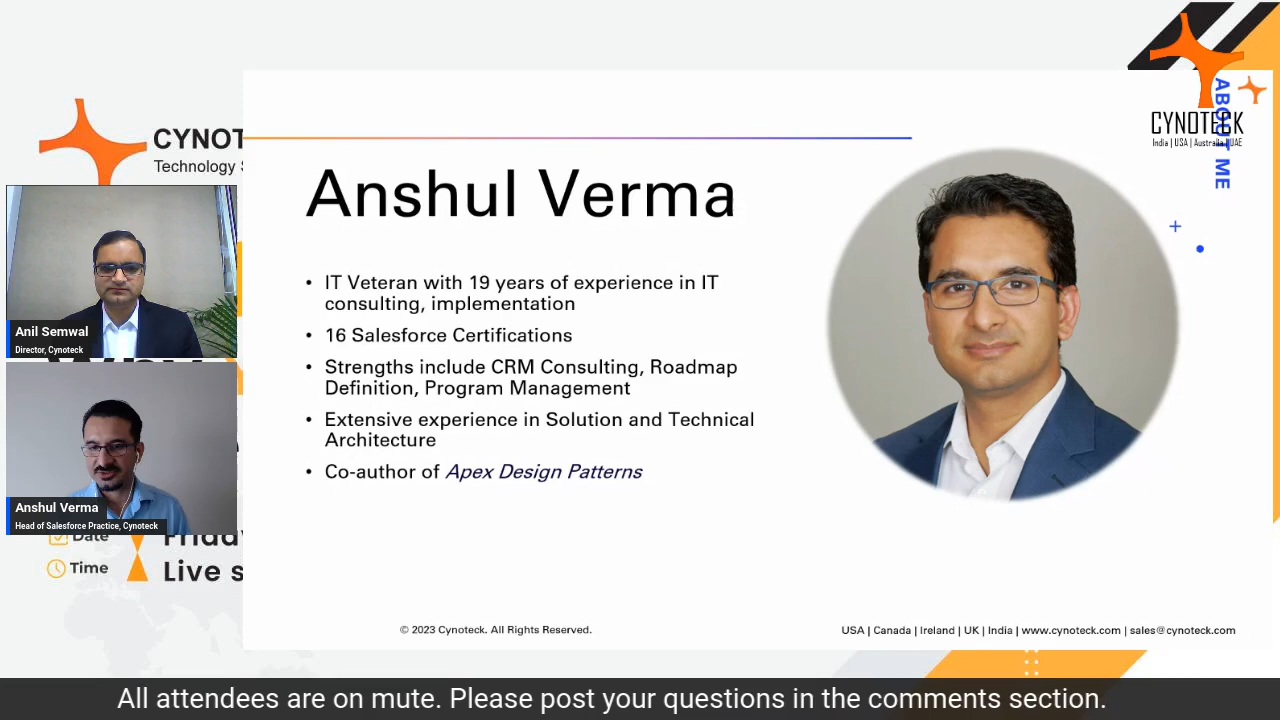 CYNOT
Technology S
Anil Semwal
Director, Cynoteck
Anshul Verma
Head of Salesforce Practice, Cynoteck
Date
Friday
Time
Live s
Anshul Verma
• IT Veteran with 19 years of experience in IT
consulting, implementation
• 16 Salesforce Certifications
• Strengths include CRM Consulting, Roadmap
Definition, Program Management
• Extensive experience in Solution and Technical
Architecture
• Co-author of Apex Design Patterns
ABOUT ME
CYNOTECK
India | USA | Australia | UAE
© 2023 Cynoteck. All Rights Reserved.
USA | Canada | Ireland | UK | India | www.cynoteck.com | sales@cynoteck.com
All attendees are on mute. Please post your questions in the comments section.